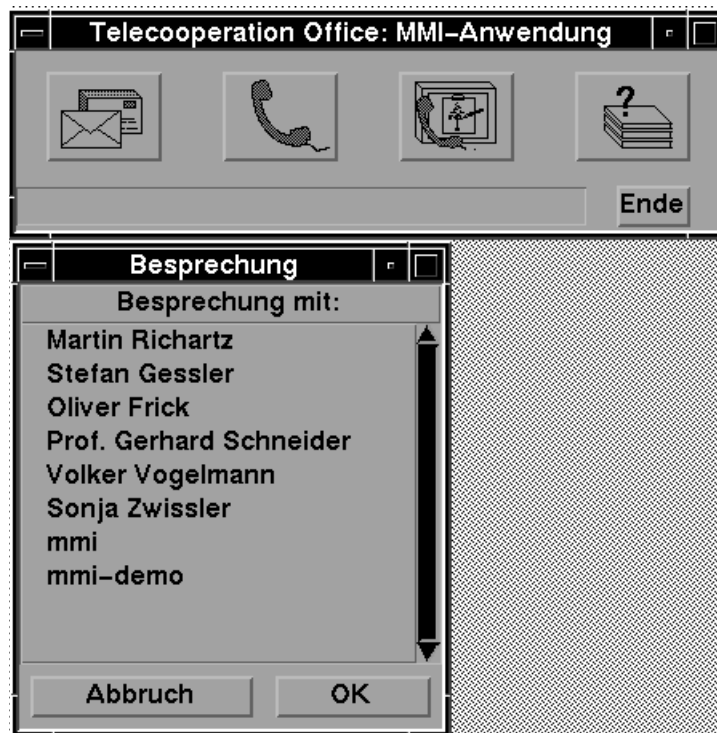 Telecooperation Office: MMI–Anwendung
?
Ende
Besprechung
Besprechung mit:
Martin Richartz
Stefan Gessler
Oliver Frick
Prof. Gerhard Schneider
Volker Vogelmann
Sonja Zwissler
mmi
mmi–demo
Abbruch OK